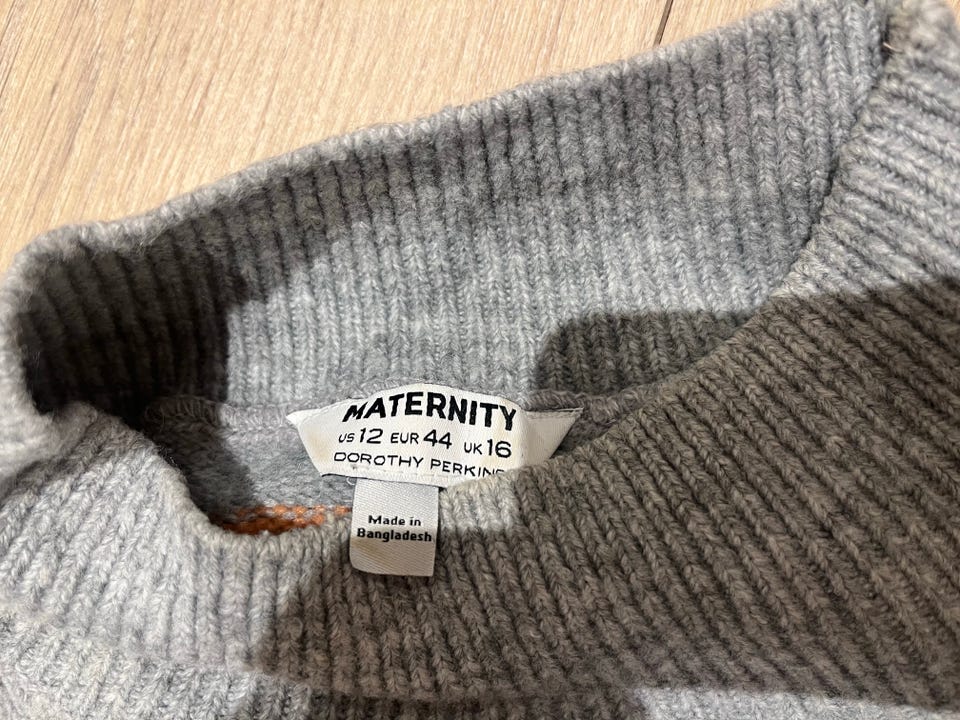 MATERNITY
US 12 EUR 44 UK 16
DOROTHY PERKINS
Made in
Bangladesh